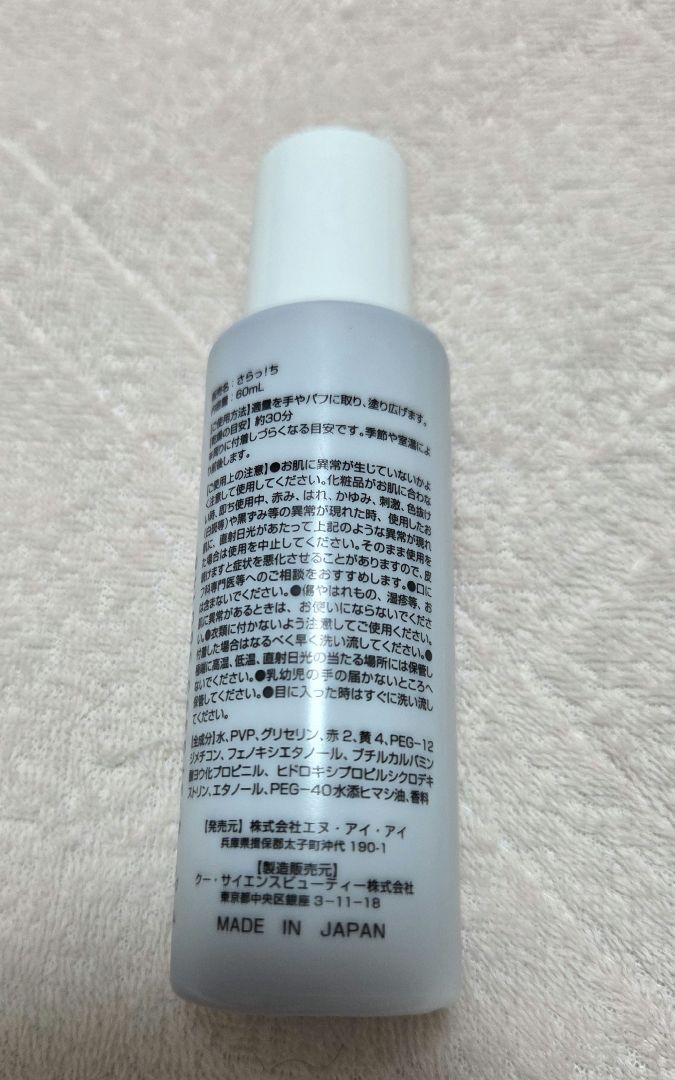 さらっ!ち
60mL
【ご使用方法】適量を手やパフに取り、塗り広げます。
の目安】約30分
に付着しづらくなる目安です。季節や室温によ
します。
【ご使用上の注意】●お肌に異常が生じていないかよ
く注意して使用してください。化粧品がお肌に合わな
い時、即ち使用中、赤み、はれ、かゆみ、刺激、色抜け
(白斑等)や黒ずみ等の異常が現れた時、使用したお
肌に、直射日光があたって上記のような異常が現れ
た場合は使用を中止してください。そのまま使用を
続けますと症状を悪化させることがありますので、皮
フ科専門医等へのご相談をおすすめします。●口に
は含まないでください。●傷やはれもの、湿疹等、お
肌に異常があるときは、お使いにならないでくださ
い。●衣類に付かないよう注意してご使用ください。
付着した場合はなるべく早く洗い流してください。●
極端に高温、低温、直射日光の当たる場所には保管し
ないでください。●乳幼児の手の届かないところへ
保管してください。●目に入った時はすぐに洗い流し
てください。
【全成分】水、PVP、グリセリン、赤2、黄4、PEG-12
ジメチコン、フェノキシエタノール、ブチルカルバミン
酸ヨウ化プロピニル、ヒドロキシプロピルシクロデキ
ストリン、エタノール、PEG-40水添ヒマシ油、香料
【発売元】株式会社エヌ・アイ・アイ
兵庫県揖保郡太子町沖代 190-1
【製造販売元】
クー・サイエンスビューティー株式会社
東京都中央区銀座 3-11-18
MADE IN JAPAN